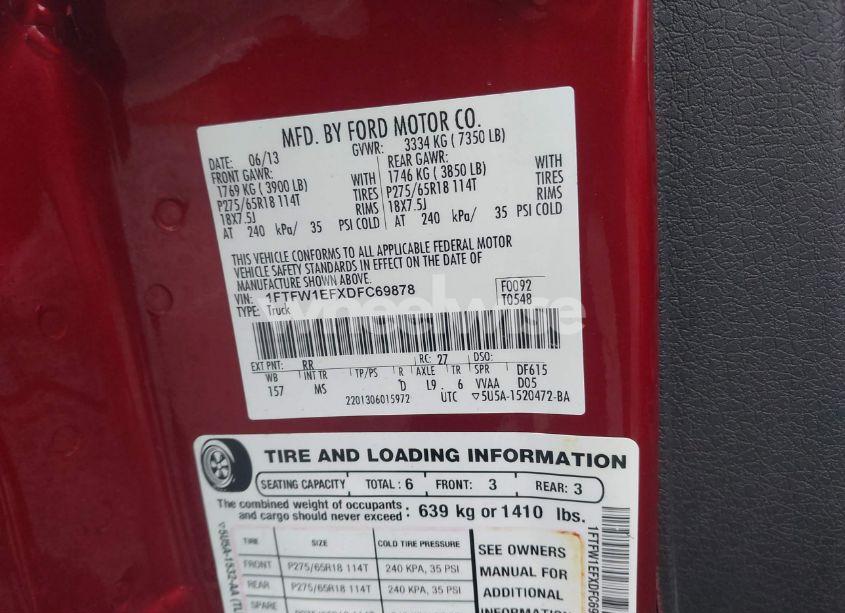 MFD. BY FORD MOTOR CO.
DATE: 06/13 GVWR: 3334 KG ( 7350 LB)
FRONT GAWR: REAR GAWR:
1769 KG ( 3900 LB) WITH 1746 KG ( 3850 LB) WITH
P275/65R18 114T TIRES P275/65R18 114T TIRES
18X7.5J RIMS 18X7.5J RIMS
AT 240 kPa/ 35 PSI COLD AT 240 kPa/ 35 PSI COLD
THIS VEHICLE CONFORMS TO ALL APPLICABLE FEDERAL MOTOR
VEHICLE SAFETY STANDARDS IN EFFECT ON THE DATE OF
MANUFACTURE SHOWN ABOVE.
VIN: 1FTFW1EFXDFC69878 F0092
TYPE: Truck T0548
EXT PNT: RR RC: 27 DSO:
WB INT TR TP/PS R AXLE TR SPR DF615
157 MS D L9 6 VVAA D05
2201306015972 UTC ▽5U5A-1520472-BA
TIRE AND LOADING INFORMATION
SEATING CAPACITY TOTAL : 6 FRONT: 3 REAR: 3
The combined weight of occupants
and cargo should never exceed : 639 kg or 1410 lbs.
TIRE SIZE COLD TIRE PRESSURE
FRONT P275/65R18 114T 240 KPA, 35 PSI
REAR P275/65R18 114T 240 KPA, 35 PSI
SPARE
SEE OWNERS
MANUAL FOR
ADDITIONAL
INFORMATION
▽5U5A-1532-AA
1FTFW1EFXDFC69
wheelwise